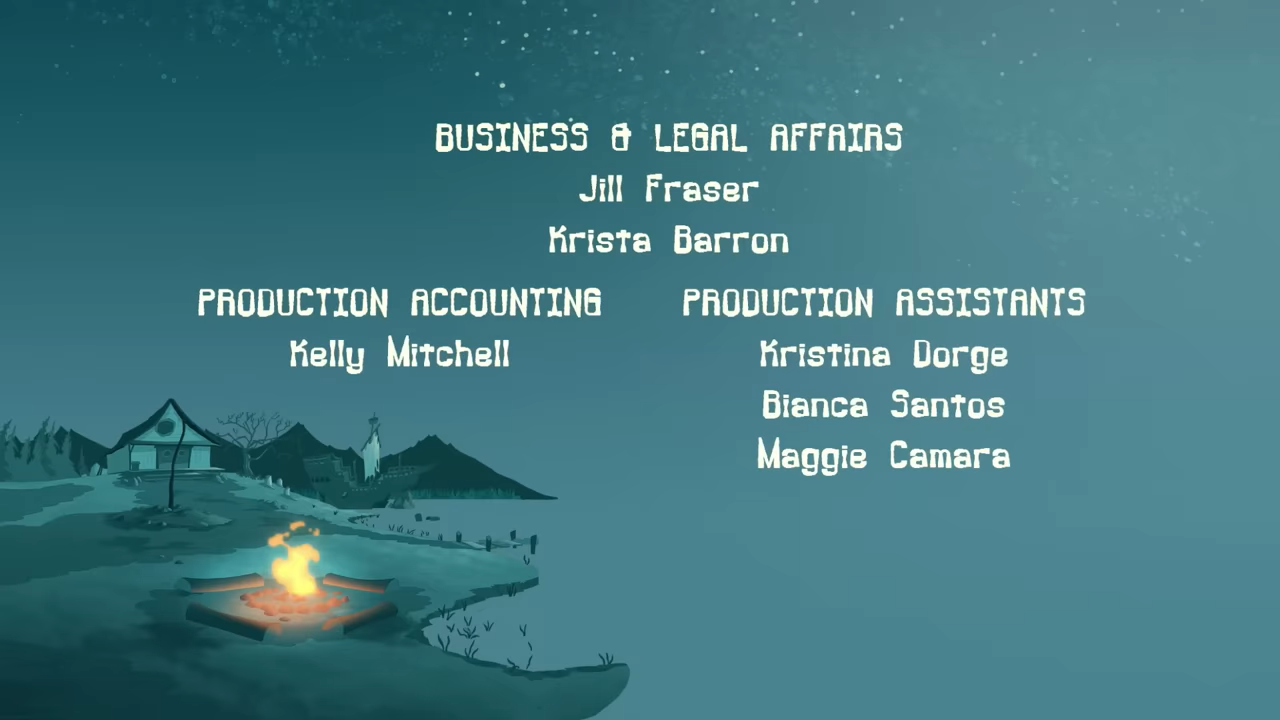 BUSINESS & LEGAL AFFAIRS
Jill Fraser
Krista Barron
PRODUCTION ACCOUNTING
Kelly Mitchell
PRODUCTION ASSISTANTS
Kristina Dorge
Bianca Santos
Maggie Camara